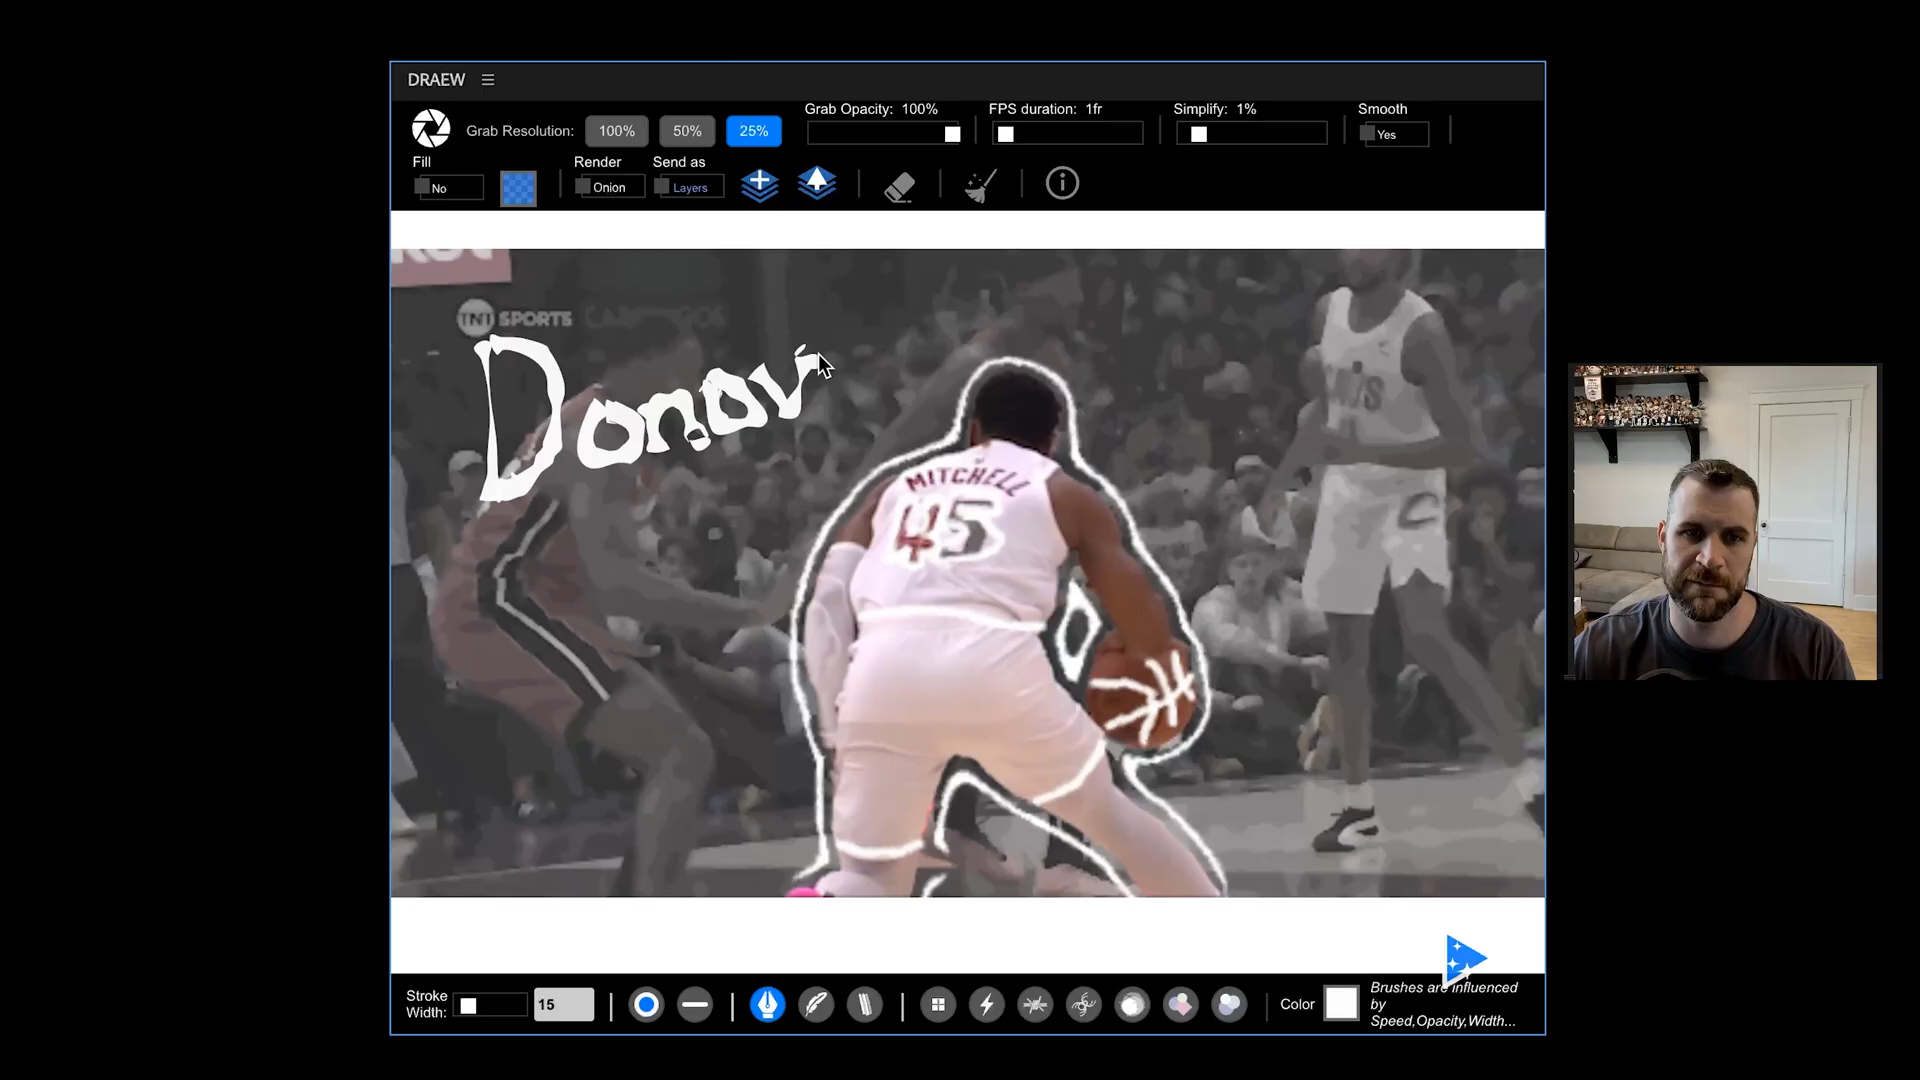 DRAEW
Grab Resolution: 100% 50% 25%
Grab Opacity: 100%
FPS duration: 1fr
Simplify: 1%
Smooth
Yes
Fill
No
Render
Onion
Send as
Layers
TNT SPORTS
Donov
MITCHELL
45
Stroke
Width:
15
Color
Brushes are influenced
by
Speed,Opacity,Width...